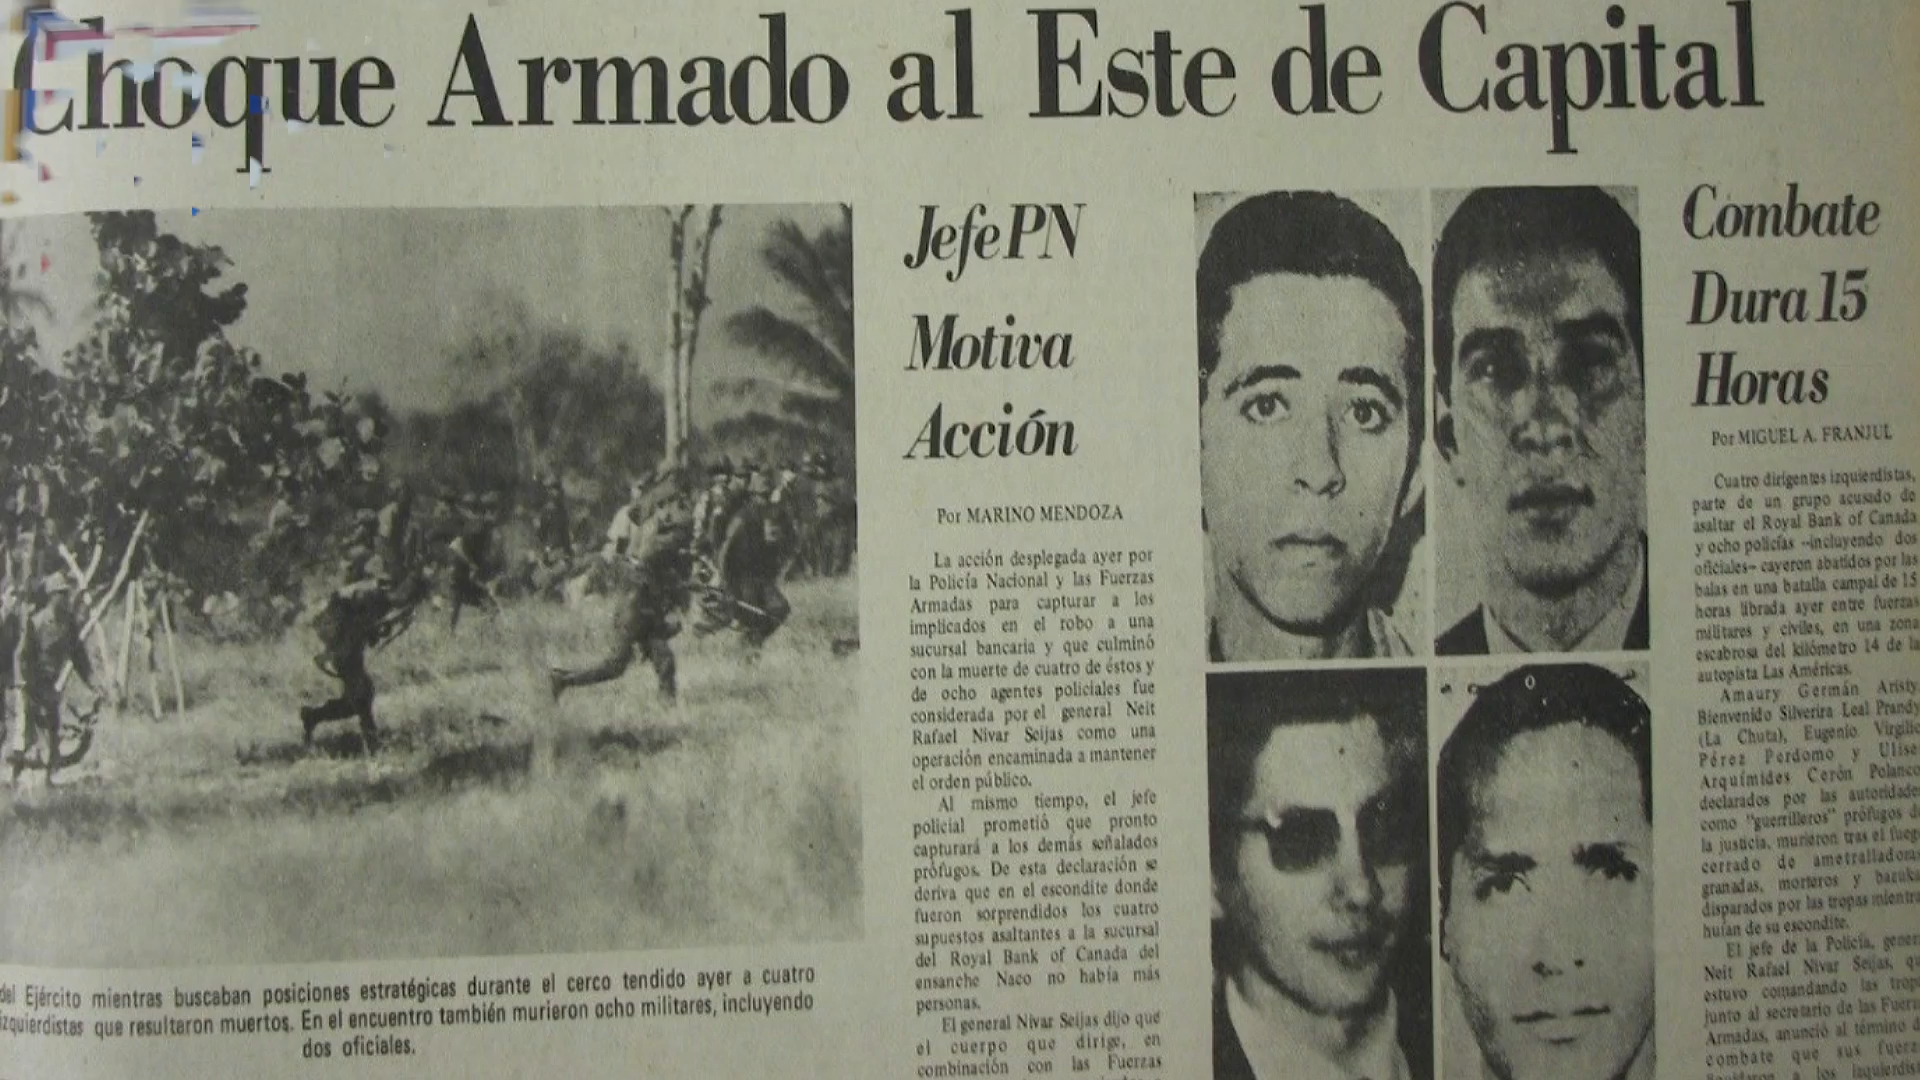 Choque Armado al Este de Capital
Jefe PN
Motiva
Acción
Por MARINO MENDOZA
La acción desplegada ayer por
la Policía Nacional y las Fuerzas
Armadas para capturar a los
implicados en el robo a una
sucursal bancaria y que culminó
con la muerte de cuatro de éstos y
de ocho agentes policiales fue
considerada por el general Neit
Rafael Nivar Seijas como una
operación encaminada a mantener
el orden público.
Al mismo tiempo, el jefe
policial prometió que pronto
capturará a los demás señalados
prófugos. De esta declaración se
deriva que en el escondite donde
fueron sorprendidos los cuatro
supuestos asaltantes a la sucursal
del Royal Bank of Canada del
ensanche Naco no había más
personas.
El general Nivar Seijas dijo que
el cuerpo que dirige, en
combinación con las Fuerzas
Combate
Dura 15
Horas
Por MIGUEL A. FRANJUL
Cuatro dirigentes izquierdistas,
parte de un grupo acusado de
asaltar el Royal Bank of Canada
y ocho policías -incluyendo dos
oficiales- cayeron abatidos por las
balas en una batalla campal de 15
horas librada ayer entre fuerzas
militares y civiles, en una zona
escabrosa del kilómetro 14 de la
autopista Las Américas.
Amaury Germán Aristy,
Bienvenido Silverira Leal Prandy
(La Chuta), Eugenio Virgilio
Pérez Perdomo y Ulise
Arquímides Cerón Polanco
declarados por las autoridade
como "guerrilleros" prófugos d
la justicia, murieron tras el fueg
cerrado de ametralladoras
granadas, morteros y bazuka
disparados por las tropas mientra
huían de su escondite.
El jefe de la Policía, gener
Neit Rafael Nivar Seijas, qu
estuvo comandando las trop
junto al secretario de las Fuer
Armadas, anunció al término d
combate que sus fuerz
a los izquierdist
del Ejército mientras buscaban posiciones estratégicas durante el cerco tendido ayer a cuatro
izquierdistas que resultaron muertos. En el encuentro también murieron ocho militares, incluyendo
dos oficiales.